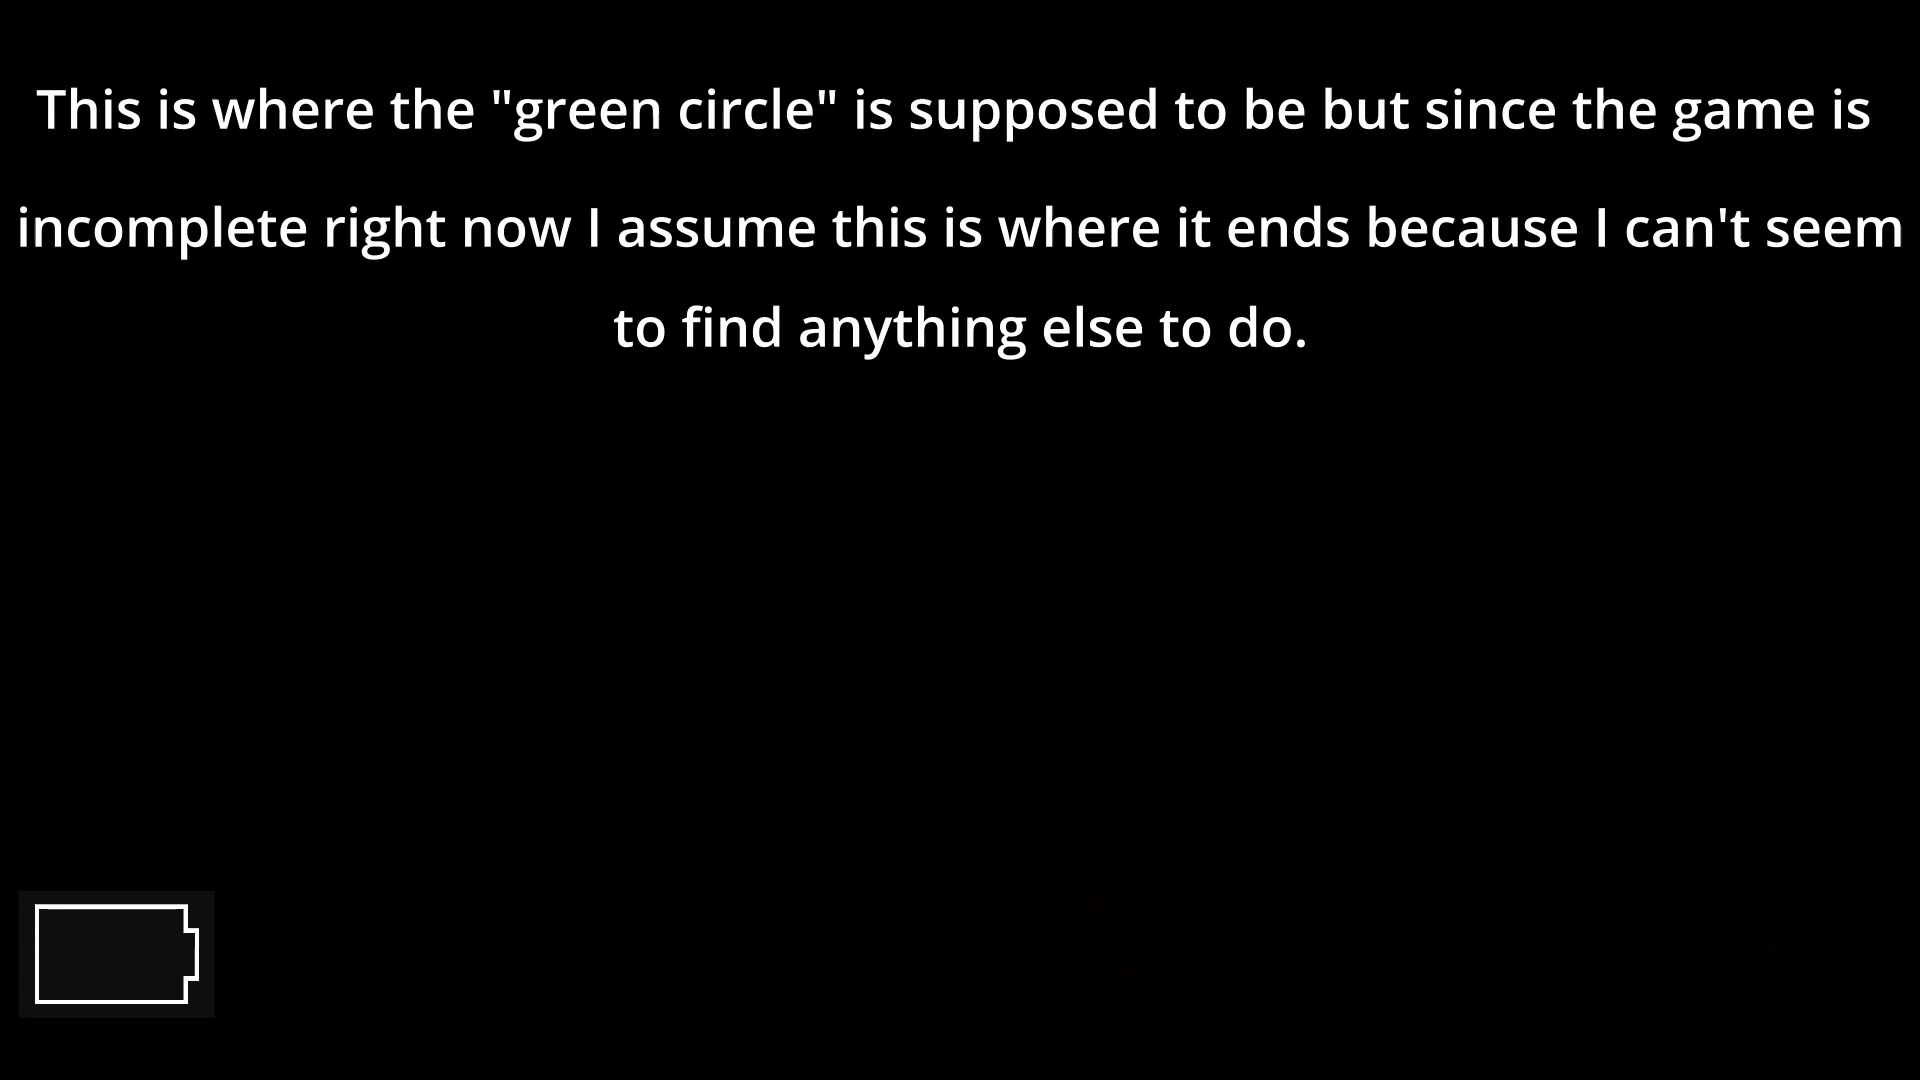 This is where the "green circle" is supposed to be but since the game is
incomplete right now I assume this is where it ends because I can't seem
to find anything else to do.